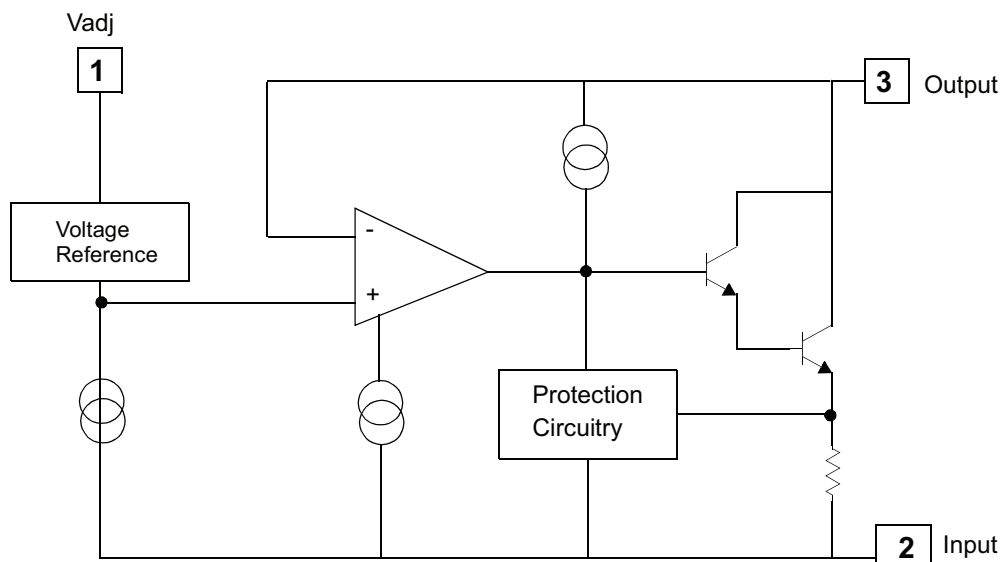 Vadj
1
3 Output
Voltage
Reference
-
+
Protection
Circuitry
2 Input